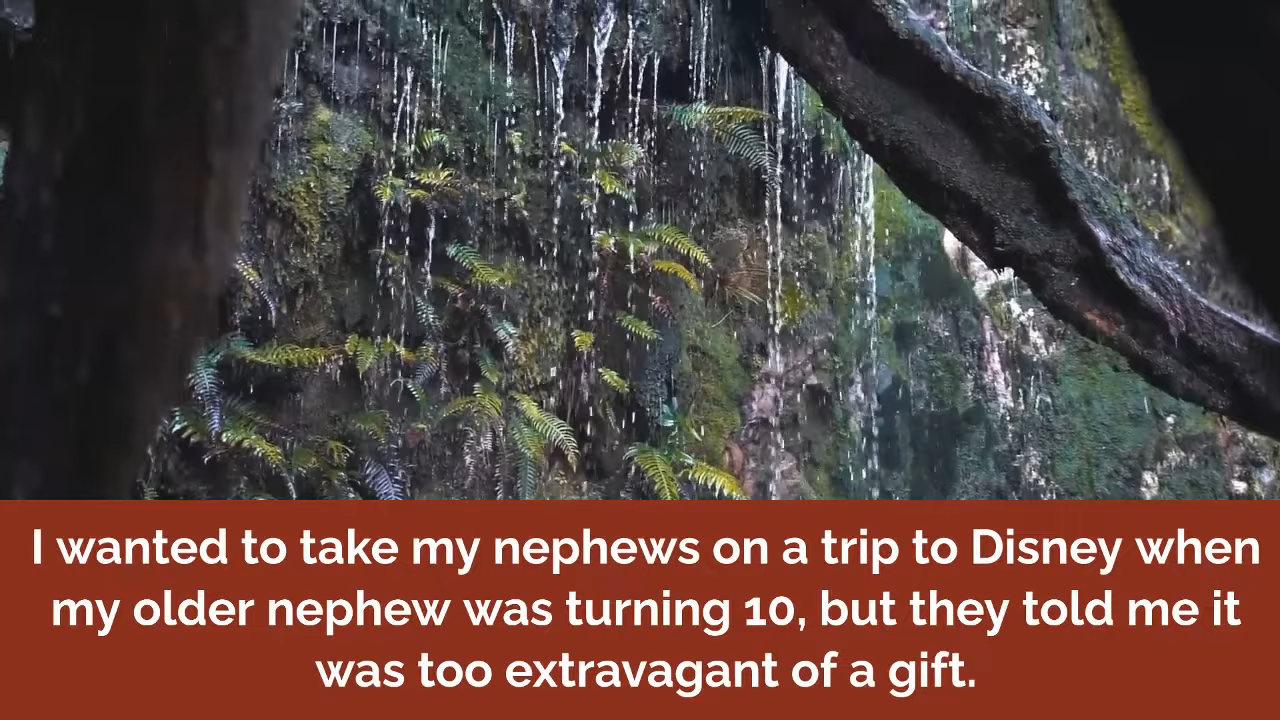 I wanted to take my nephews on a trip to Disney when
my older nephew was turning 10, but they told me it
was too extravagant of a gift.